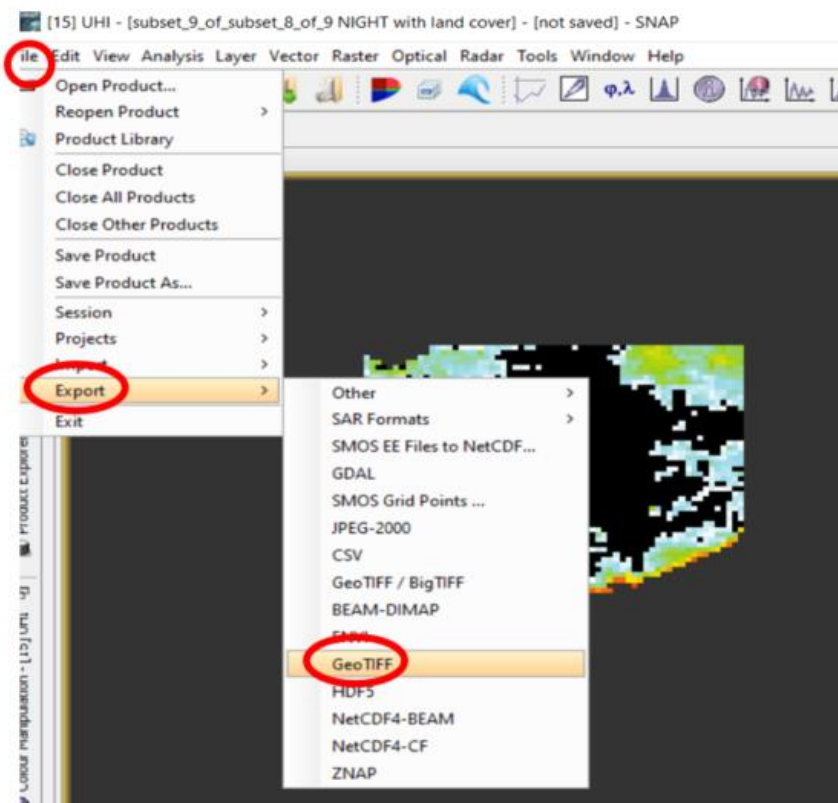 [15] UHI - [subset_9_of_subset_8_of_9 NIGHT with land cover] - [not saved] - SNAP
ile Edit View Analysis Layer Vector Raster Optical Radar Tools Window Help
Open Product...
Reopen Product >
Product Library
Close Product
Close All Products
Close Other Products
Save Product
Save Product As...
Session >
Projects >
Import >
Export >
Exit
Other >
SAR Formats >
SMOS EE Files to NetCDF...
GDAL
SMOS Grid Points ...
JPEG-2000
CSV
GeoTIFF / BigTIFF
BEAM-DIMAP
ENVI
GeoTIFF
HDF5
NetCDF4-BEAM
NetCDF4-CF
ZNAP
φ,λ